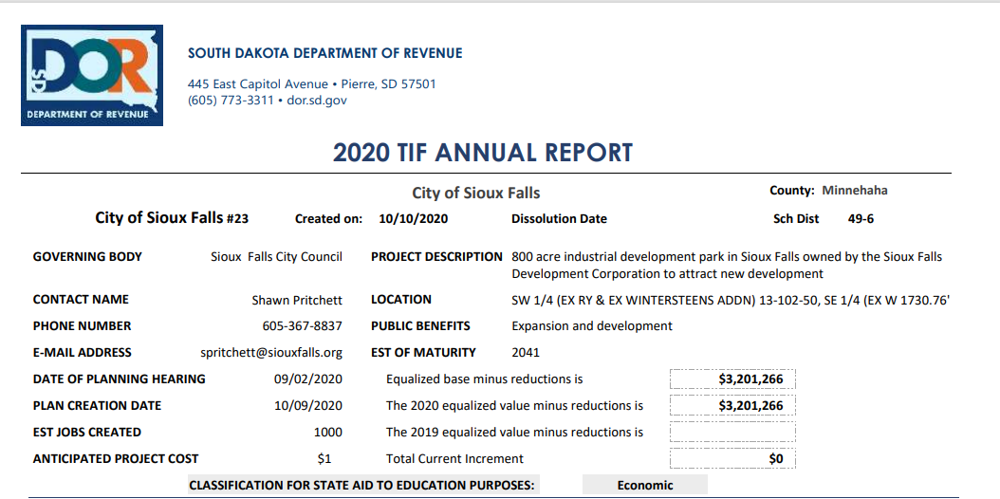 SD DOR
DEPARTMENT OF REVENUE
SOUTH DAKOTA DEPARTMENT OF REVENUE
445 East Capitol Avenue • Pierre, SD 57501
(605) 773-3311 • dor.sd.gov
2020 TIF ANNUAL REPORT
City of Sioux Falls County: Minnehaha
City of Sioux Falls #23 Created on: 10/10/2020 Dissolution Date Sch Dist 49-6
GOVERNING BODY Sioux Falls City Council PROJECT DESCRIPTION 800 acre industrial development park in Sioux Falls owned by the Sioux Falls
Development Corporation to attract new development
CONTACT NAME Shawn Pritchett LOCATION SW 1/4 (EX RY & EX WINTERSTEENS ADDN) 13-102-50, SE 1/4 (EX W 1730.76'
PHONE NUMBER 605-367-8837 PUBLIC BENEFITS Expansion and development
E-MAIL ADDRESS spritchett@siouxfalls.org EST OF MATURITY 2041
DATE OF PLANNING HEARING 09/02/2020 Equalized base minus reductions is $3,201,266
PLAN CREATION DATE 10/09/2020 The 2020 equalized value minus reductions is $3,201,266
EST JOBS CREATED 1000 The 2019 equalized value minus reductions is
ANTICIPATED PROJECT COST $1 Total Current Increment $0
CLASSIFICATION FOR STATE AID TO EDUCATION PURPOSES: Economic